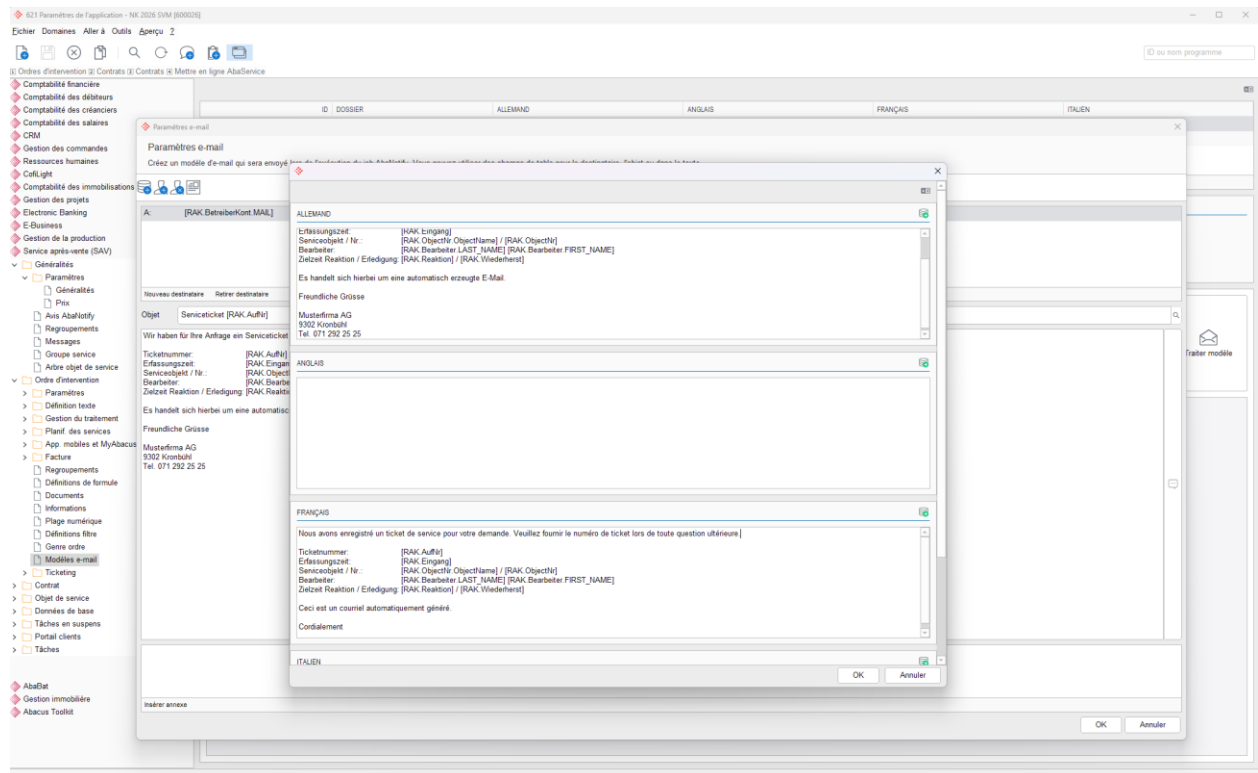 621 Paramètres de l'application - NK 2026 SVM [600026]
Fichier Domaines Aller à Outils Aperçu ?
ID ou nom programme
1 Ordres d'intervention 2 Contrats 3 Contrats 4 Mettre en ligne AbaService
Comptabilité financière
Comptabilité des débiteurs
Comptabilité des créanciers
Comptabilité des salaires
CRM
Gestion des commandes
Ressources humaines
CofiLight
Comptabilité des immobilisations
Gestion des projets
Electronic Banking
E-Business
Gestion de la production
Service après-vente (SAV)
Généralités
Paramètres
Généralités
Prix
Avis AbaNotify
Regroupements
Messages
Groupe service
Arbre objet de service
Ordre d'intervention
Paramètres
Définition texte
Gestion du traitement
Planif. des services
App. mobiles et MyAbacus
Facture
Regroupements
Définitions de formule
Documents
Informations
Plage numérique
Définitions filtre
Genre ordre
Modèles e-mail
Ticketing
Contrat
Objet de service
Données de base
Tâches en suspens
Portail clients
Tâches
AbaBat
Gestion immobilière
Abacus Toolkit
ID DOSSIER ALLEMAND ANGLAIS FRANÇAIS ITALIEN
Traiter modèle
Paramètres e-mail
Paramètres e-mail
Créez un modèle d'e-mail qui sera envoyé lors de l'exécution du job AbaNotify. Vous pouvez utiliser des champs de table pour le destinataire, l'objet ou dans le texte.
A: [RAK.BetreiberKont.MAIL]
Nouveau destinataire Retirer destinataire
Objet Serviceticket [RAK.AufNr]
Wir haben für Ihre Anfrage ein Serviceticket
Ticketnummer: [RAK.AufNr]
Erfassungszeit: [RAK.Eingan
Serviceobjekt / Nr.: [RAK.Object
Bearbeiter: [RAK.Bearbe
Zielzeit Reaktion / Erledigung: [RAK.Reakti
Es handelt sich hierbei um eine automatisc
Freundliche Grüsse
Musterfirma AG
9302 Kronbühl
Tel. 071 292 25 25
Insérer annexe
OK Annuler
ALLEMAND
Erfassungszeit: [RAK.Eingang]
Serviceobjekt / Nr.: [RAK.ObjectNr.ObjectName] / [RAK.ObjectNr]
Bearbeiter: [RAK.Bearbeiter.LAST_NAME] [RAK.Bearbeiter.FIRST_NAME]
Zielzeit Reaktion / Erledigung: [RAK.Reaktion] / [RAK.Wiederherst]
Es handelt sich hierbei um eine automatisch erzeugte E-Mail.
Freundliche Grüsse
Musterfirma AG
9302 Kronbühl
Tel. 071 292 25 25
ANGLAIS
FRANÇAIS
Nous avons enregistré un ticket de service pour votre demande. Veuillez fournir le numéro de ticket lors de toute question ultérieure.
Ticketnummer: [RAK.AufNr]
Erfassungszeit: [RAK.Eingang]
Serviceobjekt / Nr.: [RAK.ObjectNr.ObjectName] / [RAK.ObjectNr]
Bearbeiter: [RAK.Bearbeiter.LAST_NAME] [RAK.Bearbeiter.FIRST_NAME]
Zielzeit Reaktion / Erledigung: [RAK.Reaktion] / [RAK.Wiederherst]
Ceci est un courriel automatiquement généré.
Cordialement
ITALIEN
OK Annuler